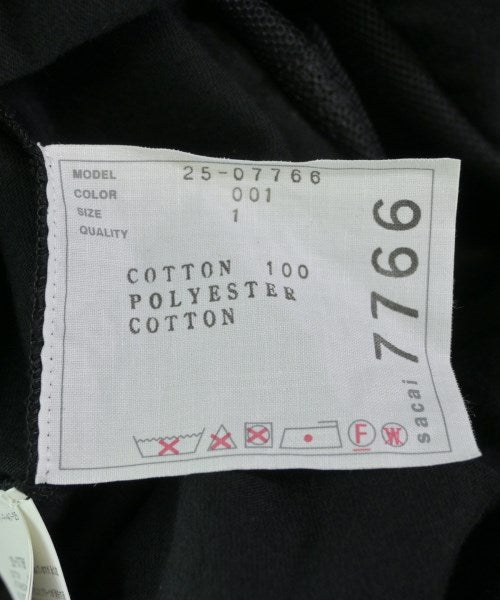 MODEL 25-07766
COLOR 001
SIZE 1
QUALITY
COTTON 100
POLYESTER
COTTON
F
W
sacai 7766